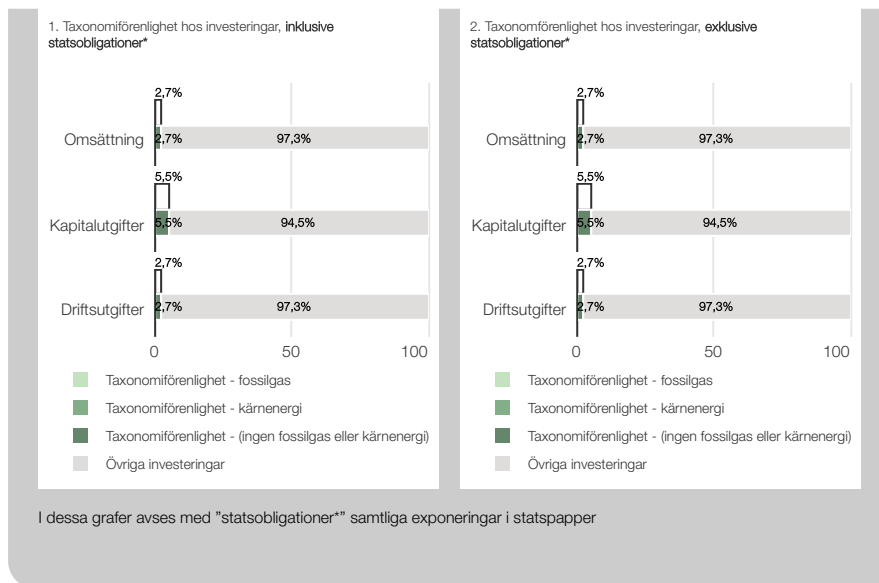 1. Taxonomiförenlighet hos investeringar, inklusive
statsobligationer*
2,7%
Omsättning 2,7% 97,3%
5,5%
Kapitalutgifter 5,5% 94,5%
2,7%
Driftsutgifter 2,7% 97,3%
0 50 100
Taxonomiförenlighet - fossilgas
Taxonomiförenlighet - kärnenergi
Taxonomiförenlighet - (ingen fossilgas eller kärnenergi)
Övriga investeringar
2. Taxonomförenlighet hos investeringar, exklusive
statsobligationer*
2,7%
Omsättning 2,7% 97,3%
5,5%
Kapitalutgifter 5,5% 94,5%
2,7%
Driftsutgifter 2,7% 97,3%
0 50 100
Taxonomiförenlighet - fossilgas
Taxonomiförenlighet - kärnenergi
Taxonomiförenlighet - (ingen fossilgas eller kärnenergi)
Övriga investeringar
I dessa grafer avses med ”statsobligationer*” samtliga exponeringar i statspapper